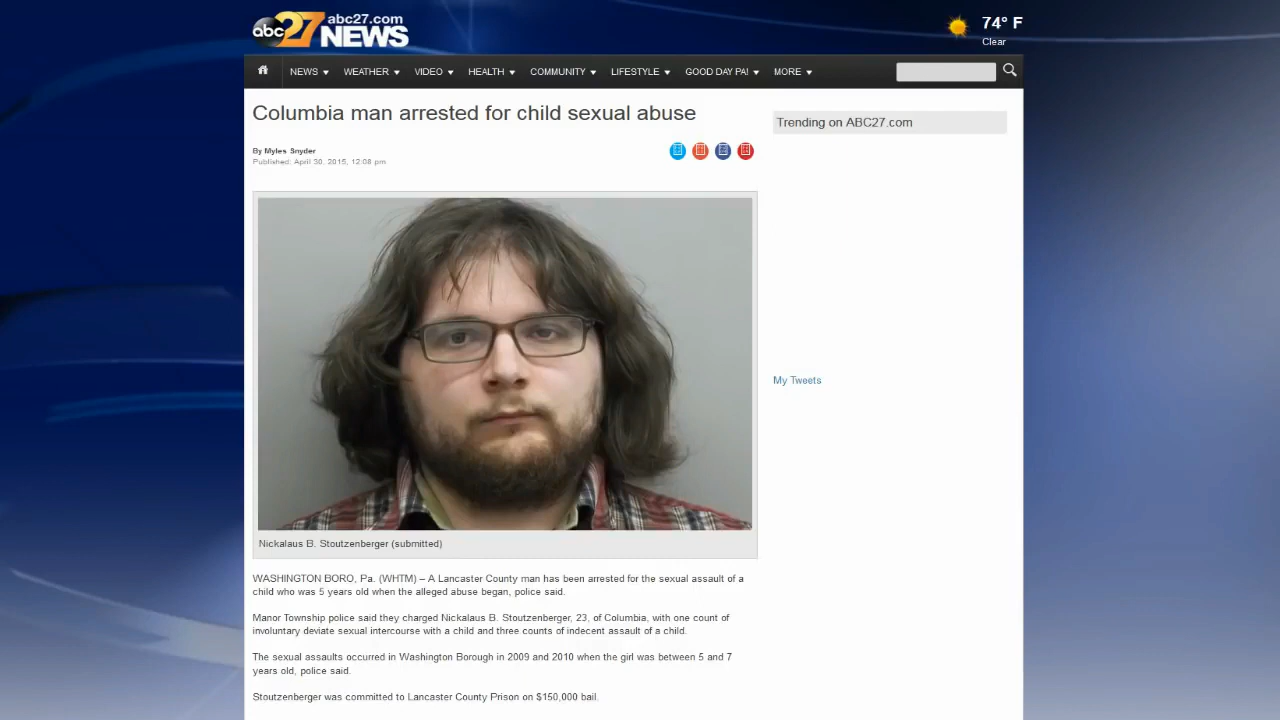 abc27.com
abc 27 NEWS
74° F
Clear
NEWS WEATHER VIDEO HEALTH COMMUNITY LIFESTYLE GOOD DAY PA! MORE
Columbia man arrested for child sexual abuse
Trending on ABC27.com
By Myles Snyder
Published: April 30, 2015, 12:08 pm
My Tweets
Nickalaus B. Stoutzenberger (submitted)
WASHINGTON BORO, Pa. (WHTM) – A Lancaster County man has been arrested for the sexual assault of a
child who was 5 years old when the alleged abuse began, police said.
Manor Township police said they charged Nickalaus B. Stoutzenberger, 23, of Columbia, with one count of
involuntary deviate sexual intercourse with a child and three counts of indecent assault of a child.
The sexual assaults occurred in Washington Borough in 2009 and 2010 when the girl was between 5 and 7
years old, police said.
Stoutzenberger was committed to Lancaster County Prison on $150,000 bail.